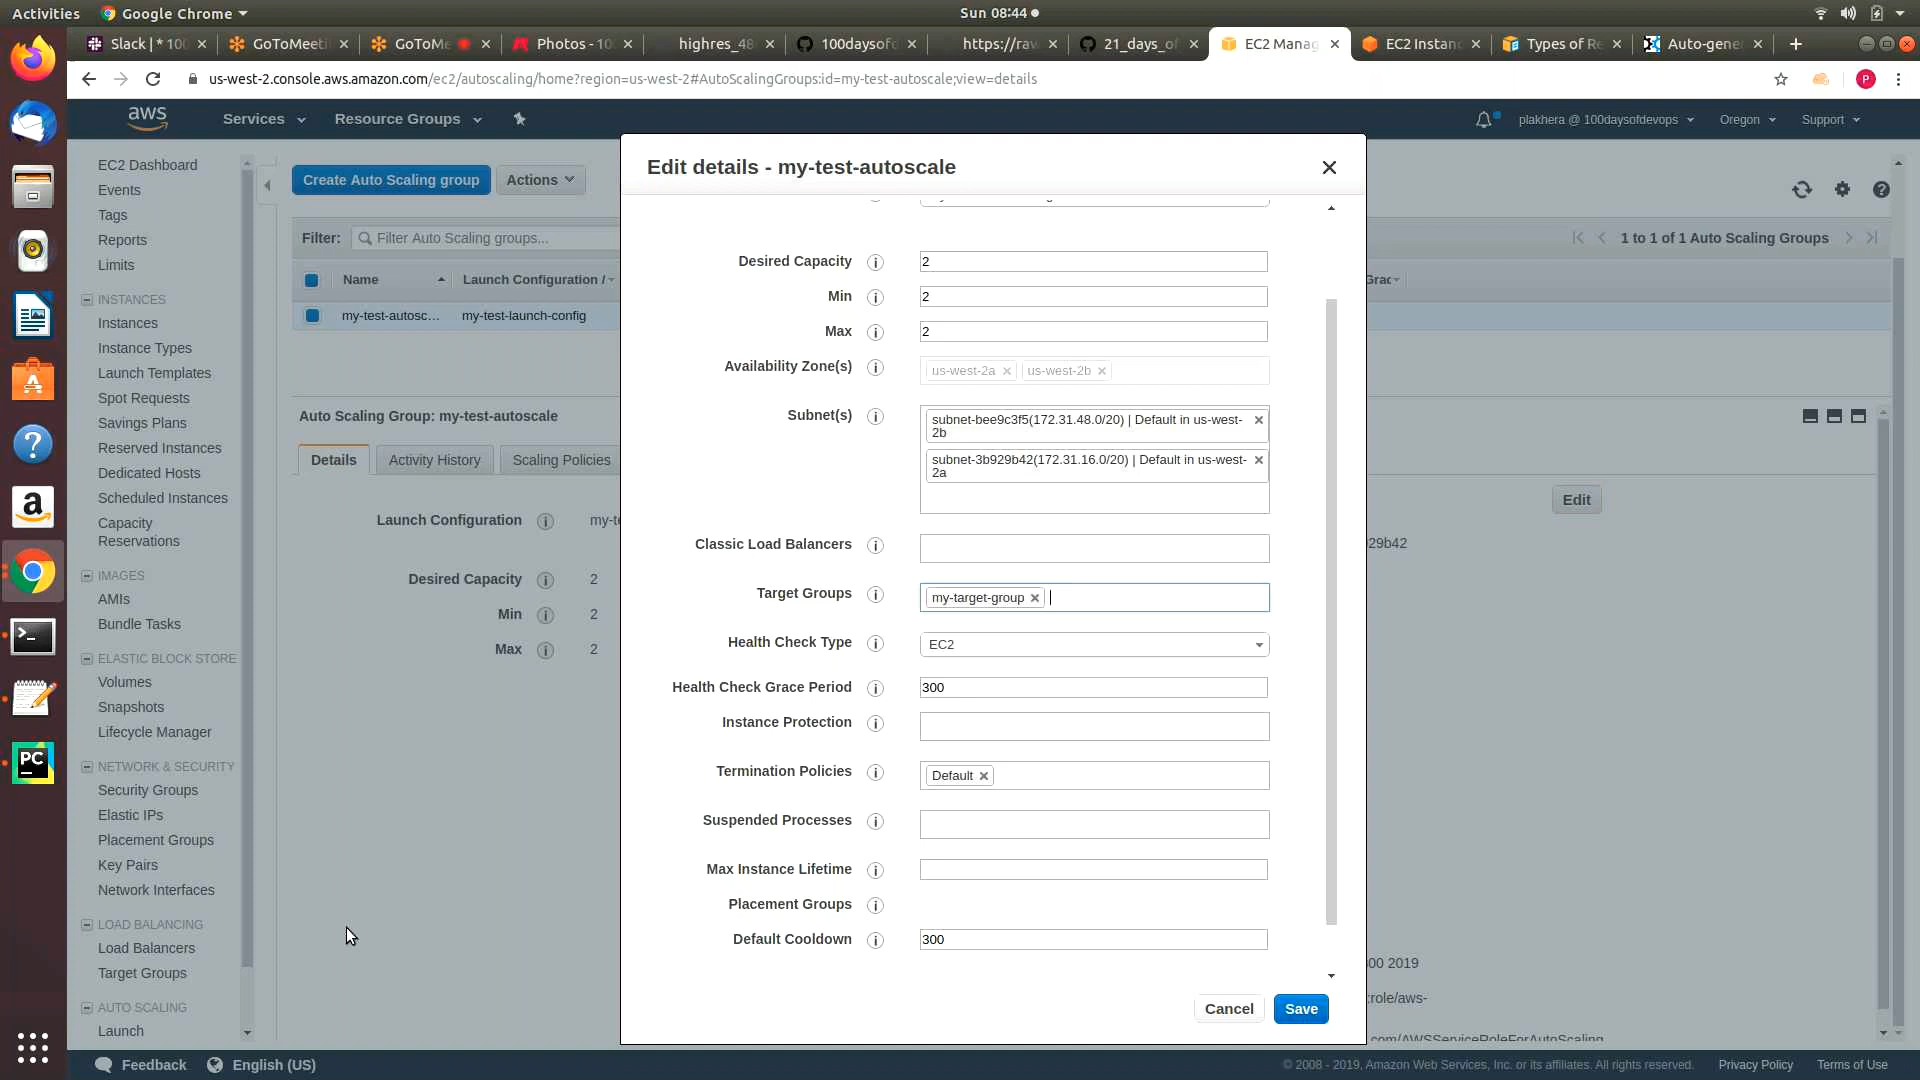 Activities
Google Chrome
Sun 08:44
Slack | * 100
GoToMeeti
GoToMe
Photos - 10
highres_48
100daysofd
https://raw
21_days_of
EC2 Manag
EC2 Instan
Types of Re
Auto-gene
us-west-2.console.aws.amazon.com/ec2/autoscaling/home?region=us-west-2#AutoScalingGroups:id=my-test-autoscale;view=details
P
aws
Services
Resource Groups
plakhera @ 100daysofdevops
Oregon
Support
EC2 Dashboard
Events
Tags
Reports
Limits
INSTANCES
Instances
Instance Types
Launch Templates
Spot Requests
Savings Plans
Reserved Instances
Dedicated Hosts
Scheduled Instances
Capacity
Reservations
IMAGES
AMIs
Bundle Tasks
ELASTIC BLOCK STORE
Volumes
Snapshots
Lifecycle Manager
NETWORK & SECURITY
Security Groups
Elastic IPs
Placement Groups
Key Pairs
Network Interfaces
LOAD BALANCING
Load Balancers
Target Groups
AUTO SCALING
Launch
Create Auto Scaling group
Actions
Filter:
Filter Auto Scaling groups...
1 to 1 of 1 Auto Scaling Groups
Name
Launch Configuration /
Grac
my-test-autosc...
my-test-launch-config
Auto Scaling Group: my-test-autoscale
Details
Activity History
Scaling Policies
Edit
Launch Configuration
my-te
29b42
Desired Capacity
2
Min
2
Max
2
00 2019
:role/aws-
.com/AWSServiceRoleForAutoScaling
Edit details - my-test-autoscale
Desired Capacity
2
Min
2
Max
2
Availability Zone(s)
us-west-2a
us-west-2b
Subnet(s)
subnet-bee9c3f5(172.31.48.0/20) | Default in us-west-
2b
subnet-3b929b42(172.31.16.0/20) | Default in us-west-
2a
Classic Load Balancers
Target Groups
my-target-group
Health Check Type
EC2
Health Check Grace Period
300
Instance Protection
Termination Policies
Default
Suspended Processes
Max Instance Lifetime
Placement Groups
Default Cooldown
300
Cancel
Save
PC
Feedback
English (US)
© 2008 - 2019, Amazon Web Services, Inc. or its affiliates. All rights reserved.
Privacy Policy
Terms of Use